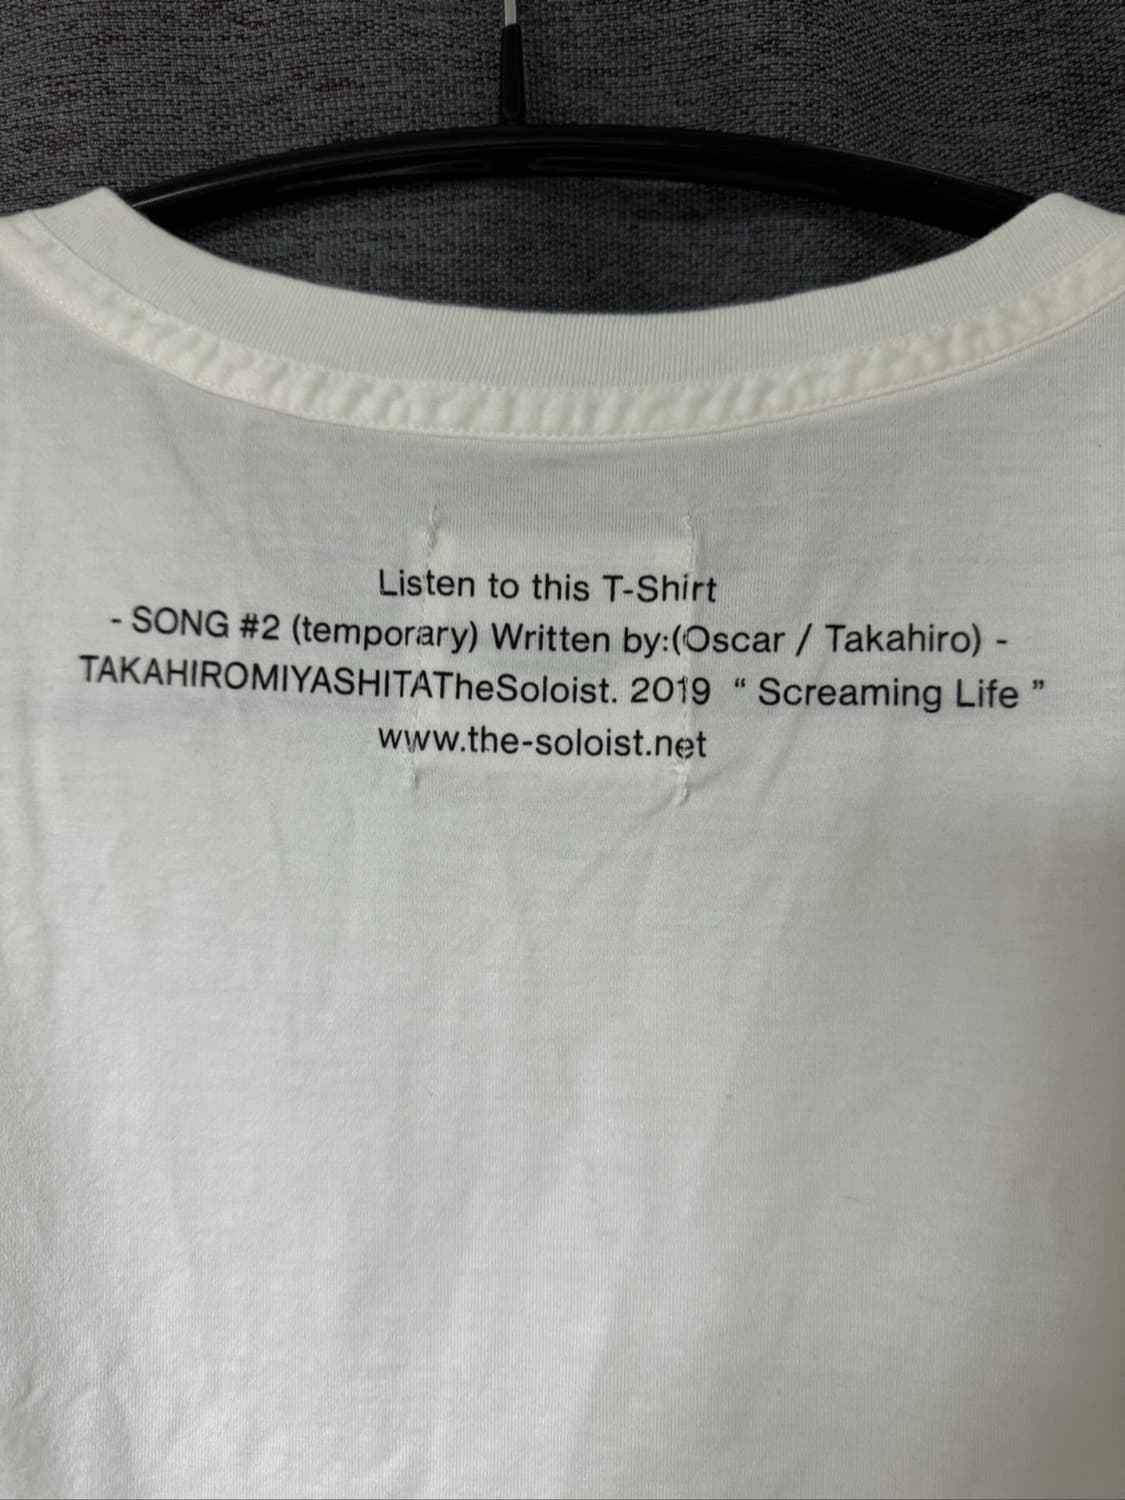 Listen to this T-Shirt
- SONG #2 (temporary) Written by:(Oscar / Takahiro) -
TAKAHIROMIYASHITATheSoloist. 2019 “ Screaming Life ”
www.the-soloist.net